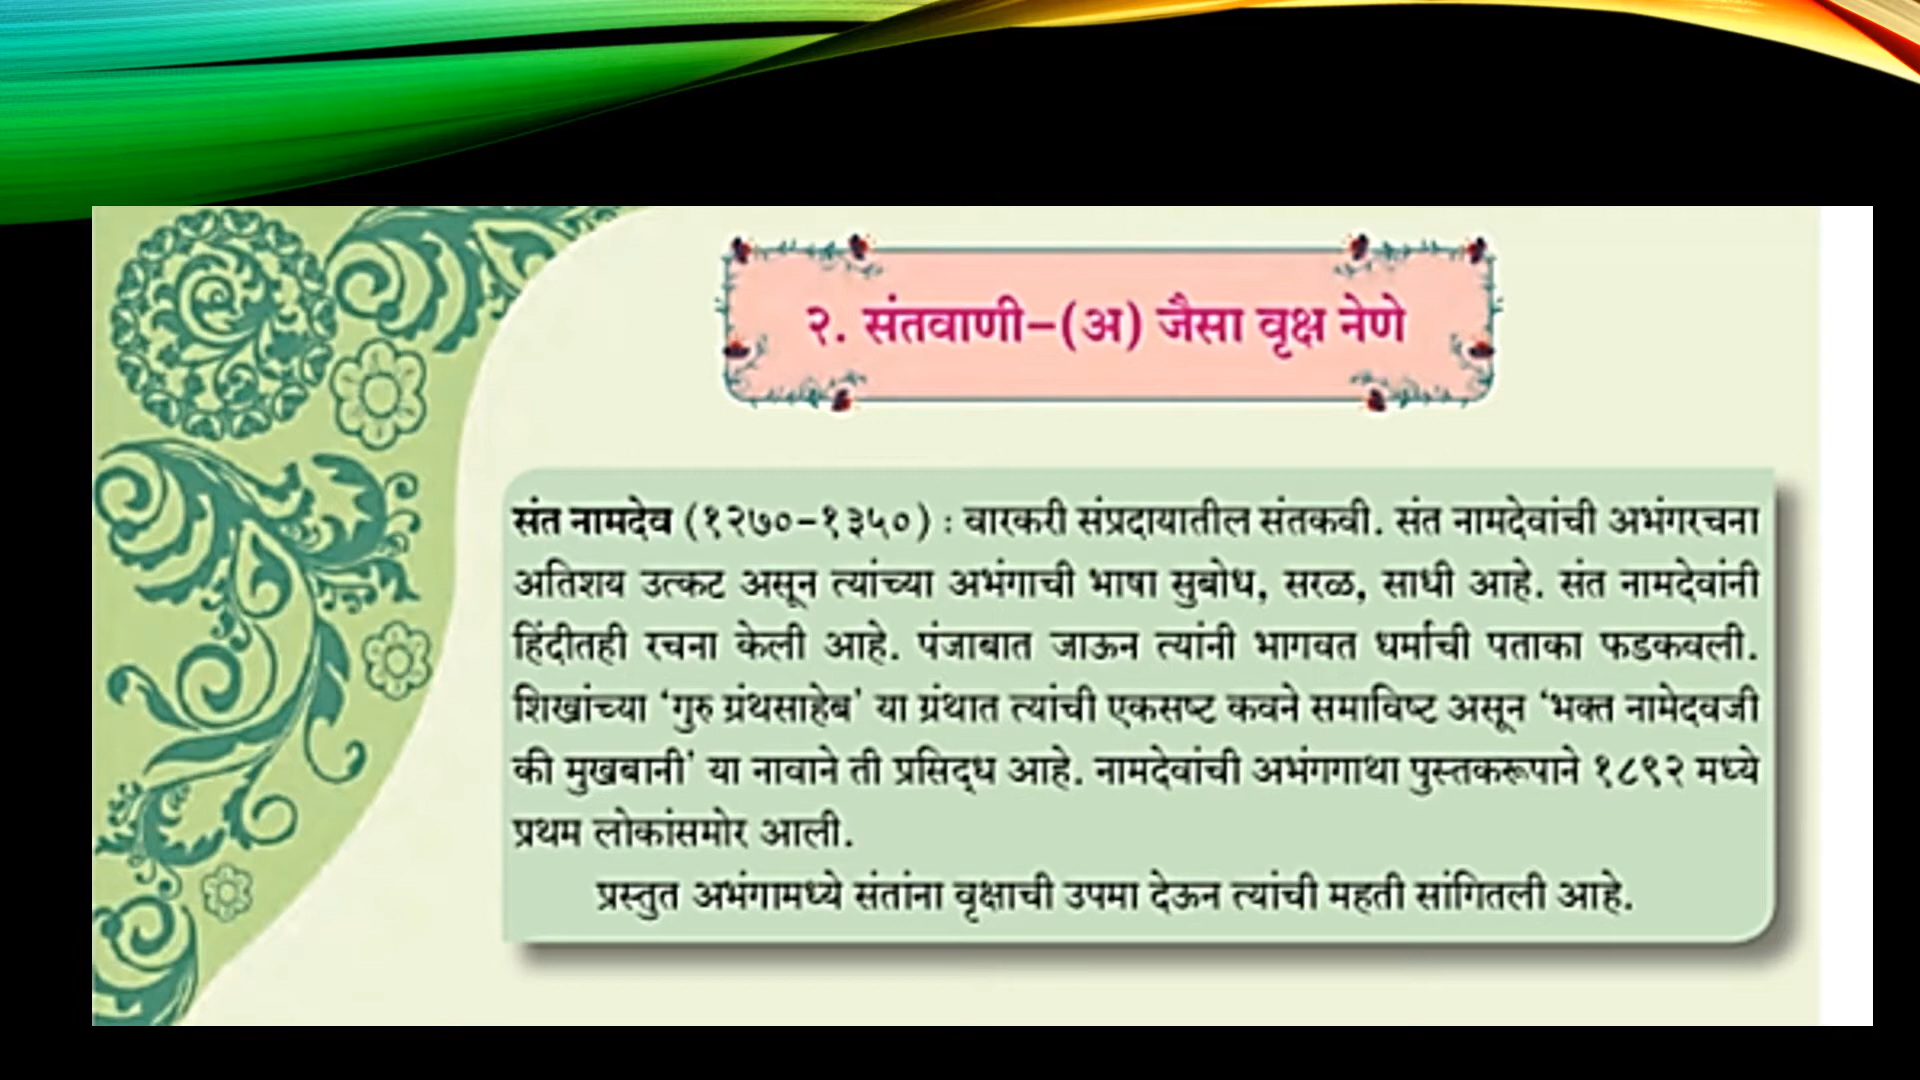 २. संतवाणी–(अ) जैसा वृक्ष नेणे
संत नामदेव (१२७०–१३५०) : वारकरी संप्रदायातील संतकवी. संत नामदेवांची अभंगरचना
अतिशय उत्कट असून त्यांच्या अभंगाची भाषा सुबोध, सरळ, साधी आहे. संत नामदेवांनी
हिंदीतही रचना केली आहे. पंजाबात जाऊन त्यांनी भागवत धर्माची पताका फडकवली.
शिखांच्या ‘गुरु ग्रंथसाहेब’ या ग्रंथात त्यांची एकसष्ट कवने समाविष्ट असून ‘भक्त नामेदवजी
की मुखबानी’ या नावाने ती प्रसिद्ध आहे. नामदेवांची अभंगगाथा पुस्तकरूपाने १८९२ मध्ये
प्रथम लोकांसमोर आली.
प्रस्तुत अभंगामध्ये संतांना वृक्षाची उपमा देऊन त्यांची महती सांगितली आहे.